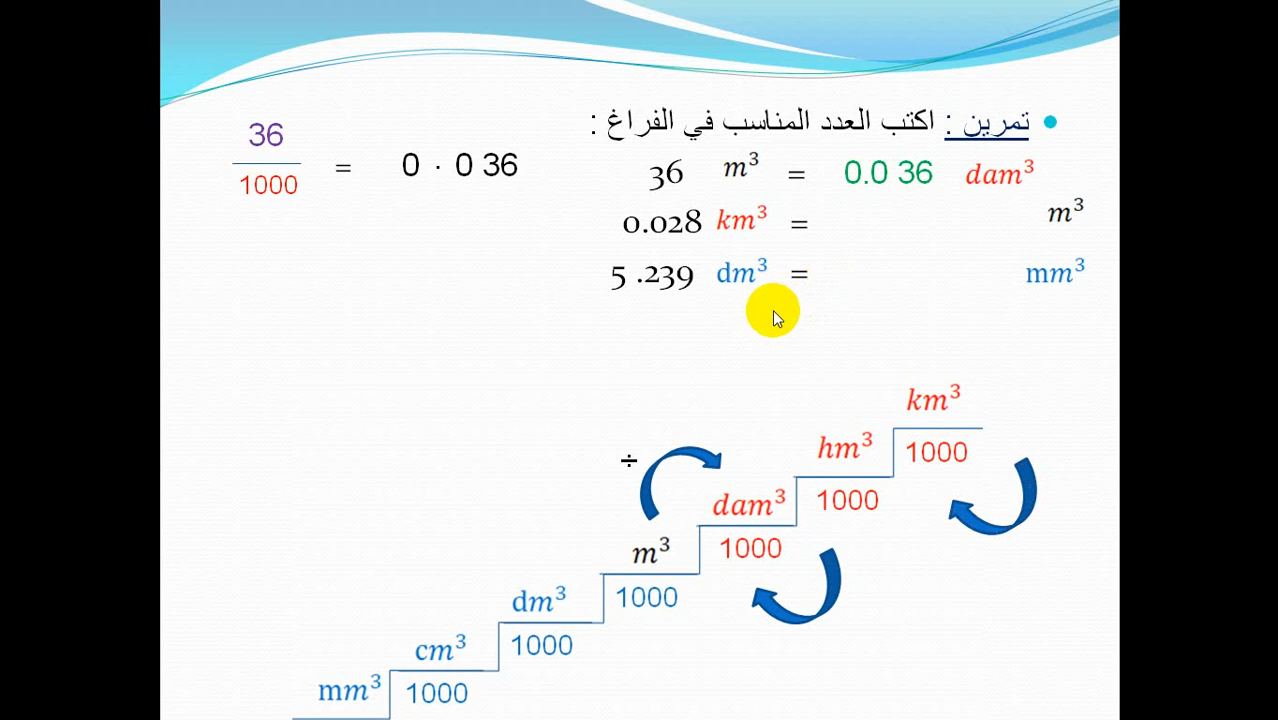 تمرين : اكتب العدد المناسب في الفراغ :
36 m³ = 0.0 36 dam³
36
1000
= 0 · 0 36
0.028 km³ = m³
5 .239 dm³ = mm³
km³
1000
hm³
1000
÷
dam³
1000
m³
1000
dm³
1000
cm³
1000
mm³